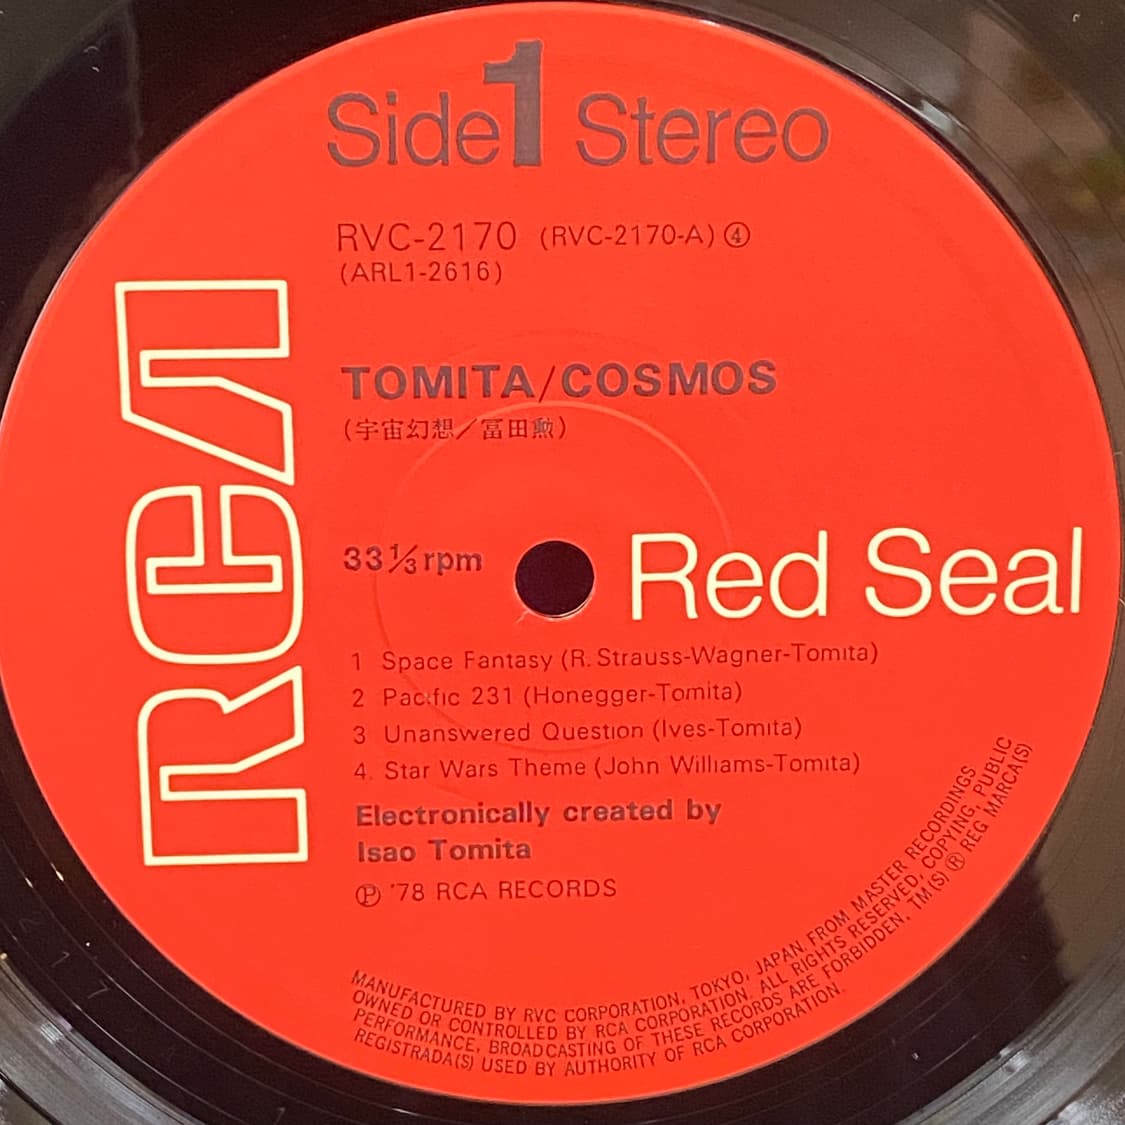 Side 1 Stereo
RVC-2170 (RVC-2170-A) ④
(ARL1-2616)
TOMITA/COSMOS
(宇宙幻想/冨田勲)
33⅓ rpm
Red Seal
RCA
1 Space Fantasy (R. Strauss-Wagner-Tomita)
2 Pacific 231 (Honegger-Tomita)
3 Unanswered Question (Ives-Tomita)
4. Star Wars Theme (John Williams-Tomita)
Electronically created by
Isao Tomita
Ⓟ '78 RCA RECORDS
MANUFACTURED BY RVC CORPORATION, TOKYO, JAPAN. FROM MASTER RECORDINGS
OWNED OR CONTROLLED BY RCA CORPORATION. ALL RIGHTS RESERVED, COPYING, PUBLIC
PERFORMANCE, BROADCASTING OF THESE RECORDS ARE FORBIDDEN. TM(S) ® REG MARCA(S)
REGISTRADA(S) USED BY AUTHORITY OF RCA CORPORATION.